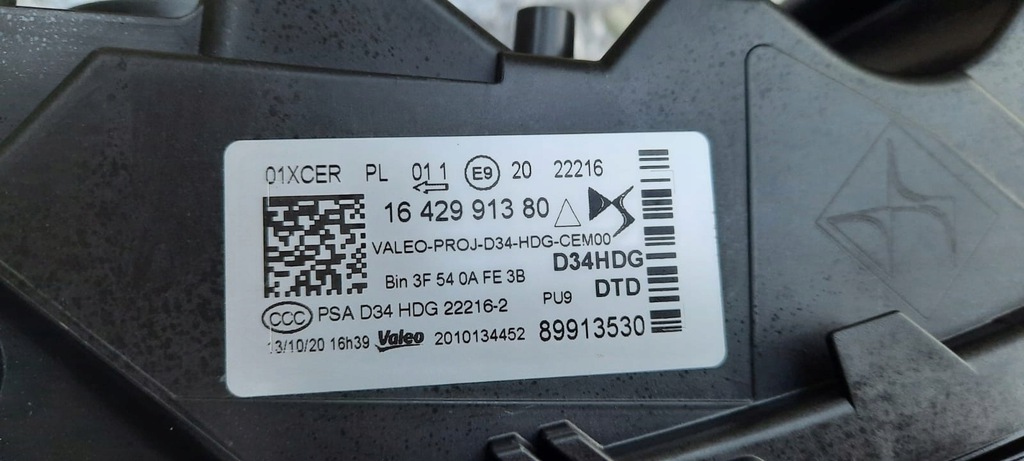 01XCER PL 01 1 E9 20 22216
16 429 913 80
VALEO-PROJ-D34-HDG-CEM00
D34HDG
Bin 3F 54 0A FE 3B
DTD
CCC PSA D34 HDG 22216-2 PU9
13/10/20 16h39 Valeo 2010134452 89913530